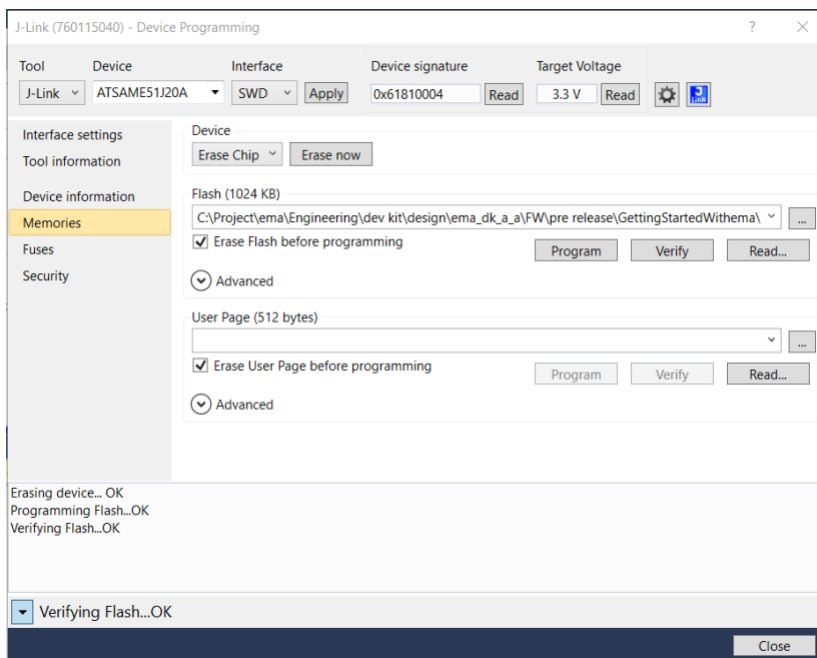 J-Link (760115040) - Device Programming
?
Tool Device Interface Device signature Target Voltage
J-Link ATSAME51J20A SWD Apply 0x61810004 Read 3.3 V Read
Interface settings
Tool information
Device information
Memories
Fuses
Security
Device
Erase Chip Erase now
Flash (1024 KB)
C:\Project\ema\Engineering\dev kit\design\ema_dk_a_a\FW\pre release\GettingStartedWithema\ ...
Erase Flash before programming
Program Verify Read...
Advanced
User Page (512 bytes)
...
Erase User Page before programming
Program Verify Read...
Advanced
Erasing device... OK
Programming Flash...OK
Verifying Flash...OK
Verifying Flash...OK
Close